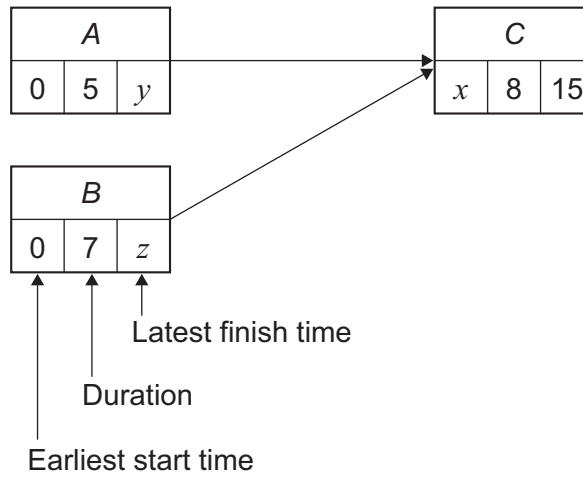 A
0 5 y
C
x 8 15
B
0 7 z
Latest finish time
Duration
Earliest start time